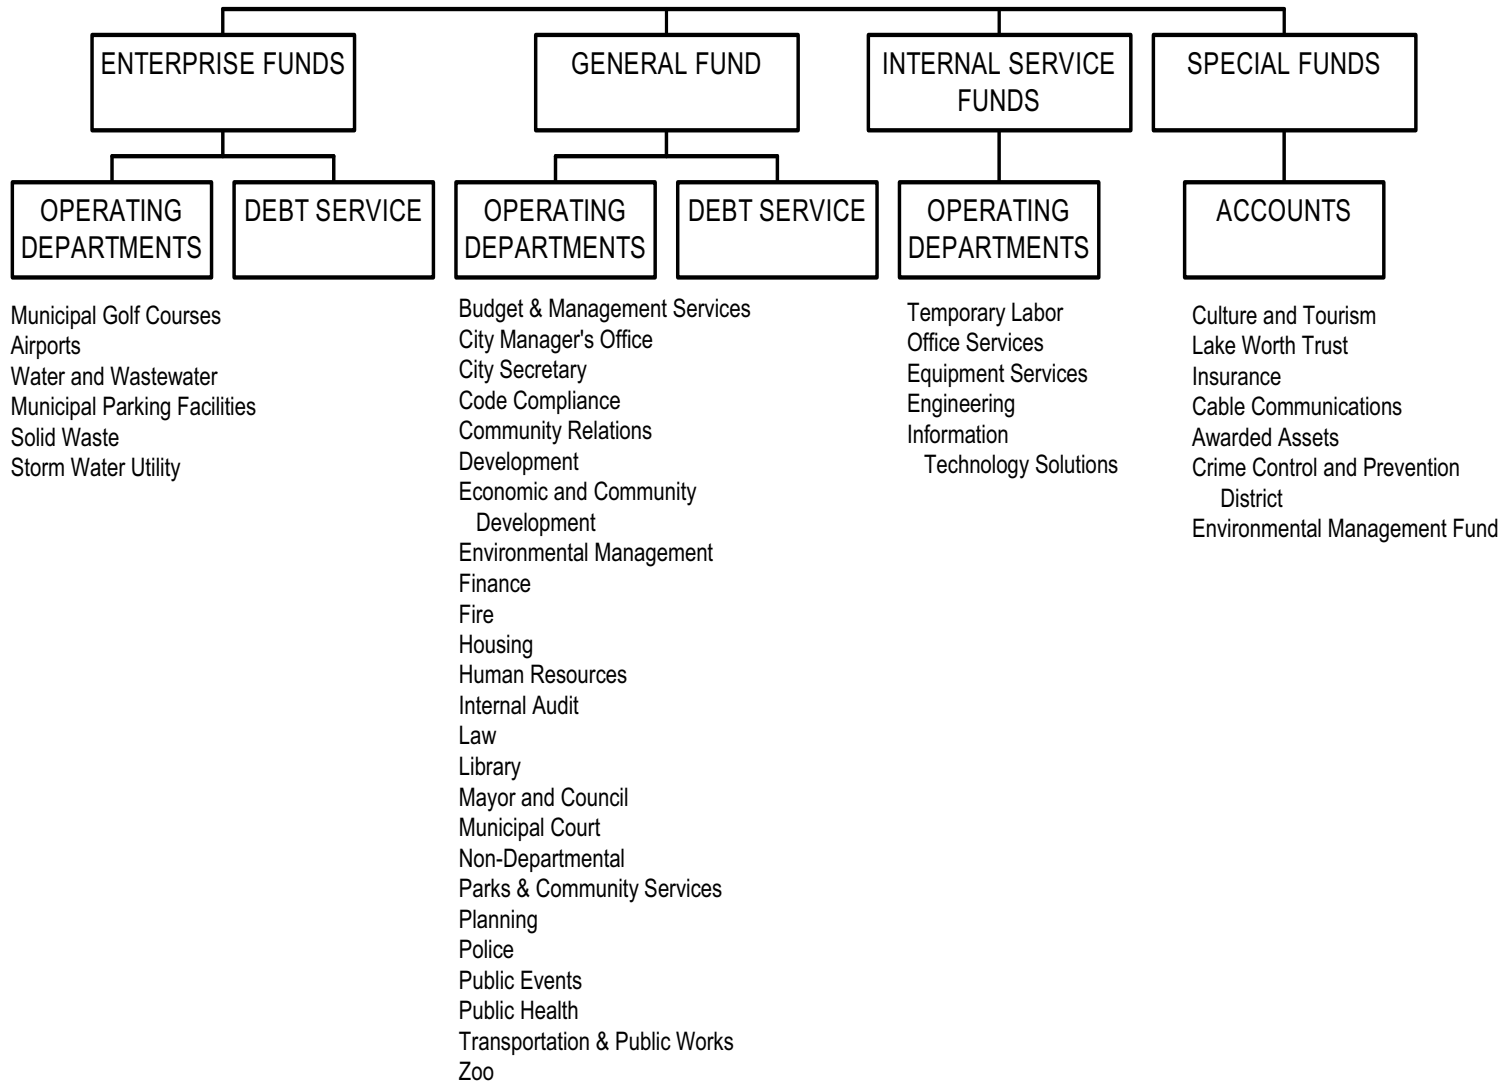 ENTERPRISE FUNDS
GENERAL FUND
INTERNAL SERVICE
FUNDS
SPECIAL FUNDS
OPERATING
DEPARTMENTS
DEBT SERVICE
OPERATING
DEPARTMENTS
DEBT SERVICE
OPERATING
DEPARTMENTS
ACCOUNTS
Municipal Golf Courses
Airports
Water and Wastewater
Municipal Parking Facilities
Solid Waste
Storm Water Utility
Budget & Management Services
City Manager's Office
City Secretary
Code Compliance
Community Relations
Development
Economic and Community
Development
Environmental Management
Finance
Fire
Housing
Human Resources
Internal Audit
Law
Library
Mayor and Council
Municipal Court
Non-Departmental
Parks & Community Services
Planning
Police
Public Events
Public Health
Transportation & Public Works
Zoo
Temporary Labor
Office Services
Equipment Services
Engineering
Information
Technology Solutions
Culture and Tourism
Lake Worth Trust
Insurance
Cable Communications
Awarded Assets
Crime Control and Prevention
District
Environmental Management Fund